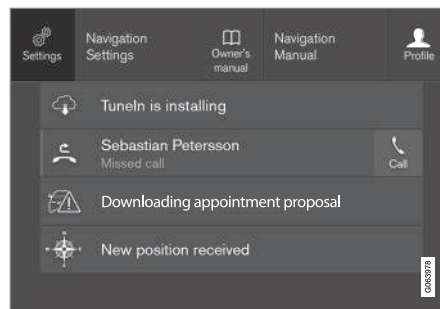 Settings
Navigation
Settings
Owner's
manual
Navigation
Manual
Profile
TuneIn is installing
Sebastian Petersson
Missed call
Call
Downloading appointment proposal
New position received
G063978